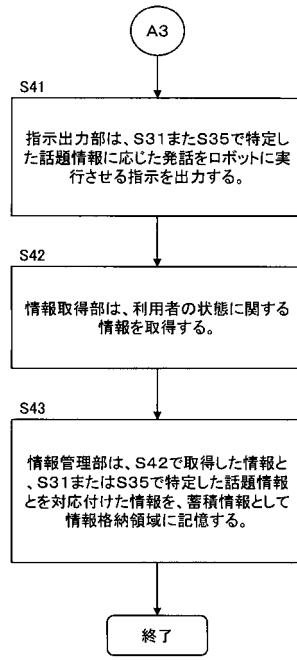 A3
S41
指示出力部は、S31またはS35で特定し
た話題情報に応じた発話をロボットに実
行させる指示を出力する。
S42
情報取得部は、利用者の状態に関する
情報を取得する。
S43
情報管理部は、S42で取得した情報と
、S31またはS35で特定した話題情報
とを対応付けた情報を、蓄積情報として
情報格納領域に記憶する。
終了